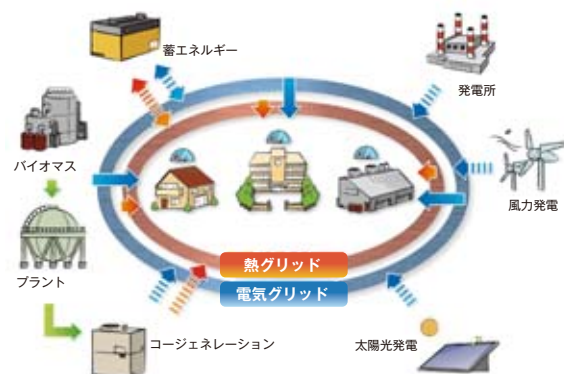 蓄エネルギー
発電所
バイオマス
風力発電
プラント
熱グリッド
電気グリッド
コージェネレーション
太陽光発電